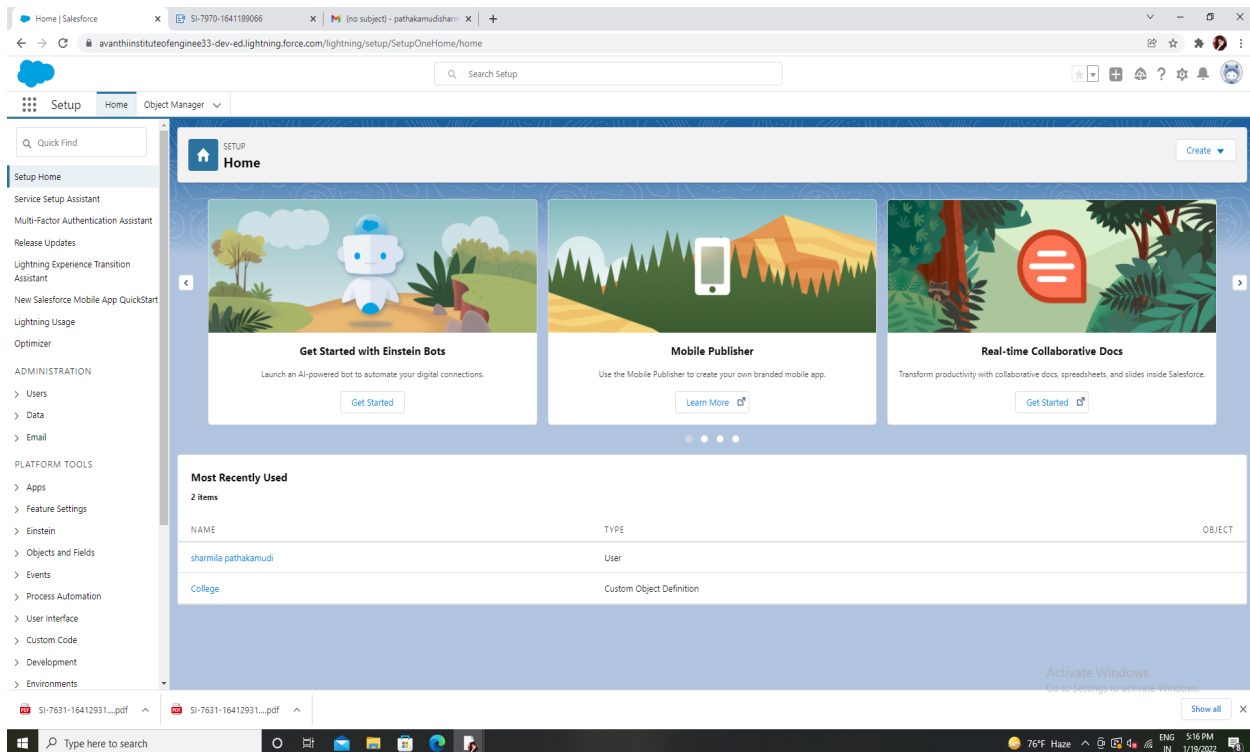 Home | Salesforce
SI-7970-1641189066
(no subject) - pathakamudisharm
avanthiinstituteofenginee33-dev-ed.lightning.force.com/lightning/setup/SetupOneHome/home
Search Setup
Setup
Home
Object Manager
Quick Find
Setup Home
Service Setup Assistant
Multi-Factor Authentication Assistant
Release Updates
Lightning Experience Transition
Assistant
New Salesforce Mobile App QuickStart
Lightning Usage
Optimizer
ADMINISTRATION
Users
Data
Email
PLATFORM TOOLS
Apps
Feature Settings
Einstein
Objects and Fields
Events
Process Automation
User Interface
Custom Code
Development
Environments
SETUP
Home
Create
Get Started with Einstein Bots
Launch an AI-powered bot to automate your digital connections.
Get Started
Mobile Publisher
Use the Mobile Publisher to create your own branded mobile app.
Learn More
Real-time Collaborative Docs
Transform productivity with collaborative docs, spreadsheets, and slides inside Salesforce.
Get Started
Most Recently Used
2 items
NAME TYPE OBJECT
sharmila pathakamudi User
College Custom Object Definition
Activate Windows
Go to Settings to activate Windows.
SI-7631-16412931....pdf
SI-7631-16412931....pdf
Show all
Type here to search
76°F Haze
ENG
IN
5:16 PM
1/19/2022